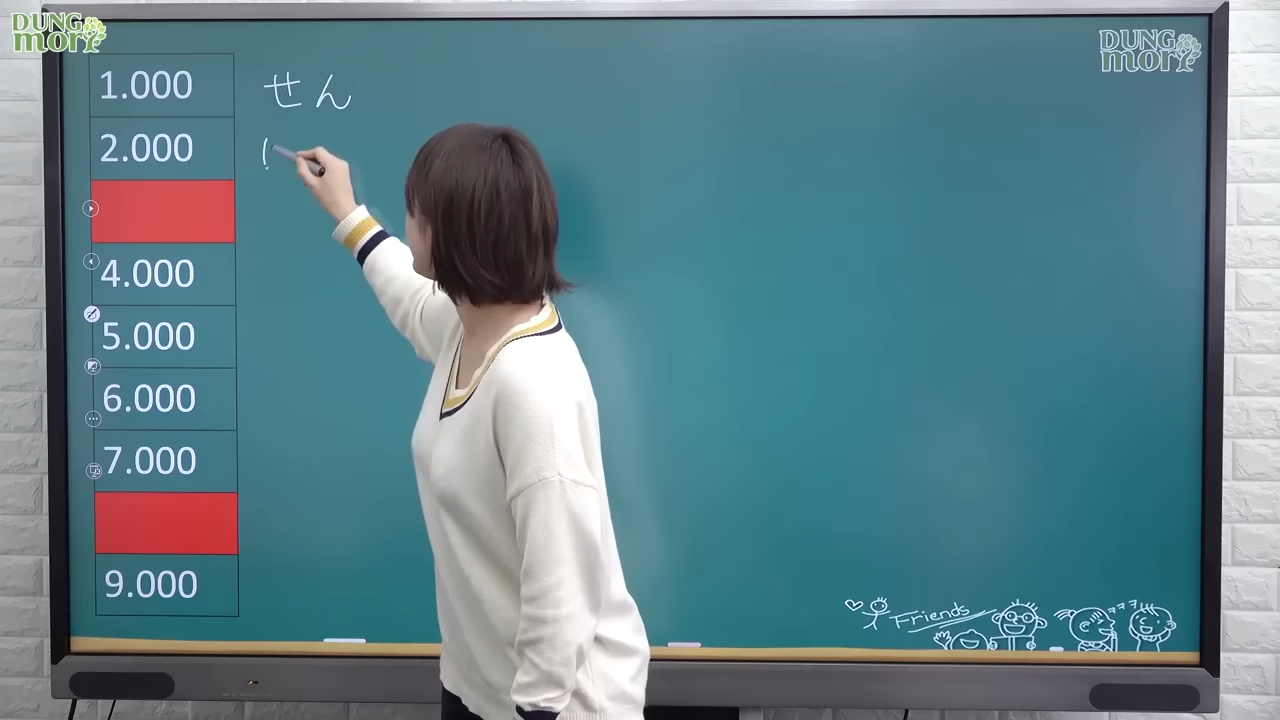 DUNG
mori
DUNG
mori
1.000 せん
2.000
4.000
5.000
6.000
7.000
9.000
Friends